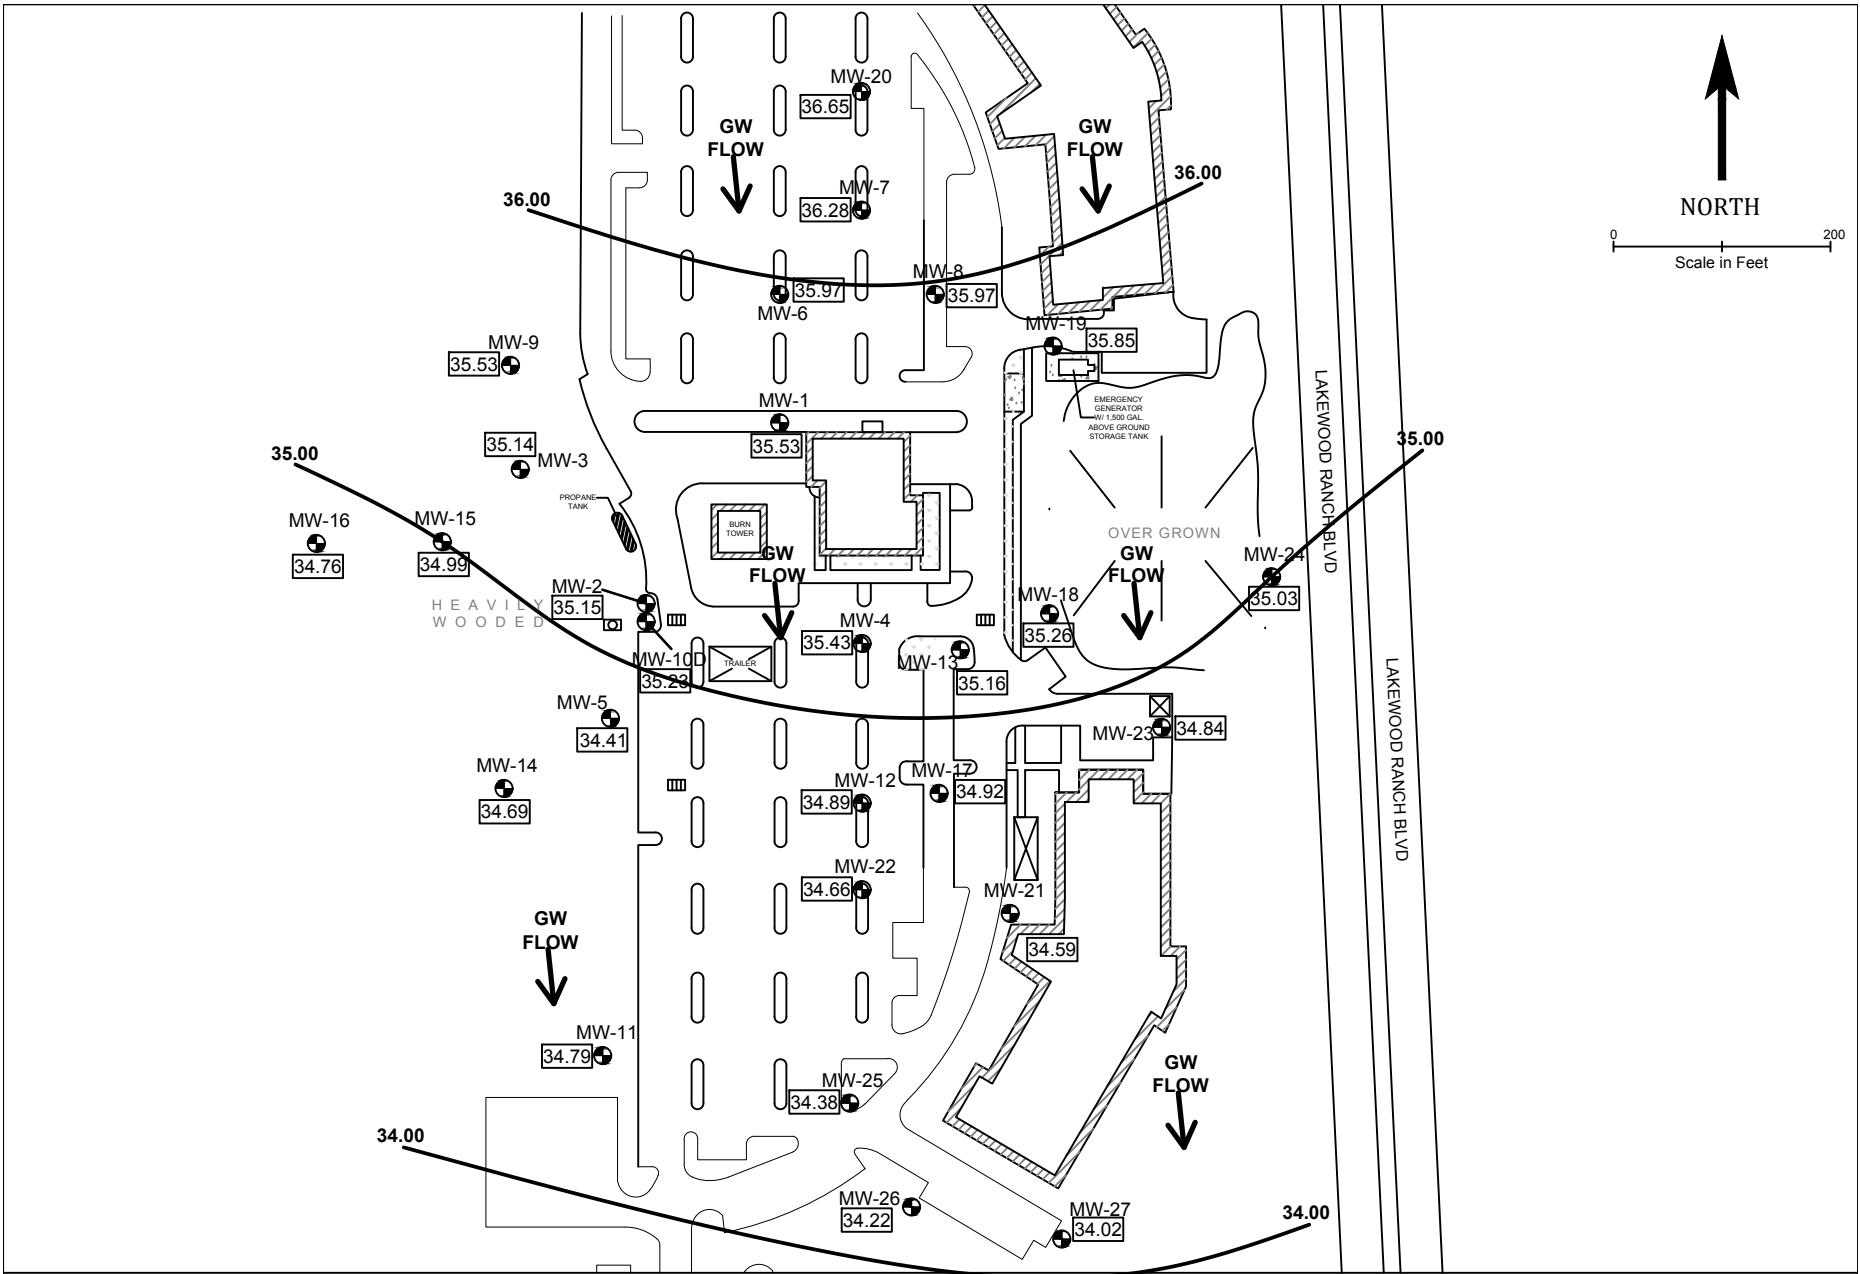 MW-20
36.65
GW
FLOW
GW
FLOW
NORTH
0
200
Scale in Feet
36.00
36.00
MW-7
36.28
MW-8
35.97
35.97
MW-6
MW-19
35.85
MW-9
35.53
EMERGENCY
GENERATOR
W/ 1,500 GAL.
ABOVE GROUND
STORAGE TANK
MW-1
35.53
LAKEWOOD RANCH BLVD
35.00
35.00
35.14
MW-3
PROPANE
TANK
MW-16
34.76
MW-15
34.99
BURN
TOWER
GW
FLOW
OVER GROWN
GW
FLOW
MW-24
35.03
MW-2
35.15
HEAVILY
WOODED
MW-18
35.26
MW-4
35.43
MW-10D
35.23
TRAILER
MW-13
35.16
LAKEWOOD RANCH BLVD
MW-5
34.41
MW-23
34.84
MW-14
34.69
MW-12
34.89
MW-17
34.92
MW-22
34.66
MW-21
34.59
GW
FLOW
MW-11
34.79
MW-25
34.38
GW
FLOW
34.00
MW-26
34.22
MW-27
34.02
34.00